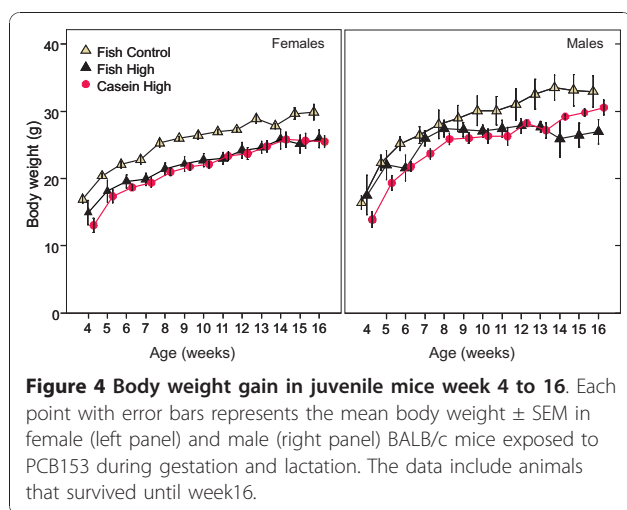 Females
Males
Fish Control
Fish High
Casein High
Body weight (g)
40
30
20
10
0
4 5 6 7 8 9 10 11 12 13 14 15 16
4 5 6 7 8 9 10 11 12 13 14 15 16
Age (weeks)
Age (weeks)
Figure 4 Body weight gain in juvenile mice week 4 to 16. Each
point with error bars represents the mean body weight ± SEM in
female (left panel) and male (right panel) BALB/c mice exposed to
PCB153 during gestation and lactation. The data include animals
that survived until week16.